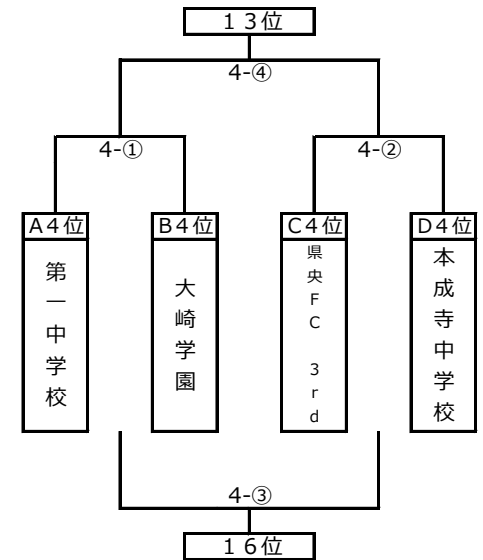 13位
4-④
4-①
4-②
A4位
B4位
C4位
D4位
第一中学校
大崎学園
県央FC 3rd
本成寺中学校
4-③
16位